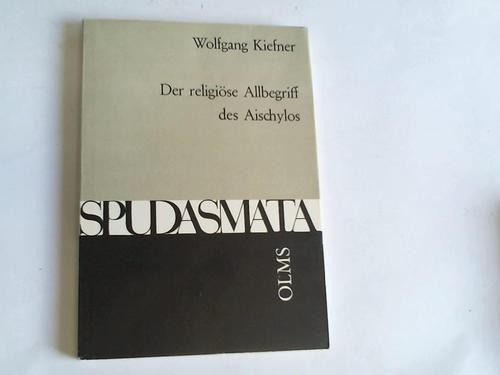 Wolfgang Kiefner
Der religiöse Allbegriff
des Aischylos
SPUDASMATA
OLMS